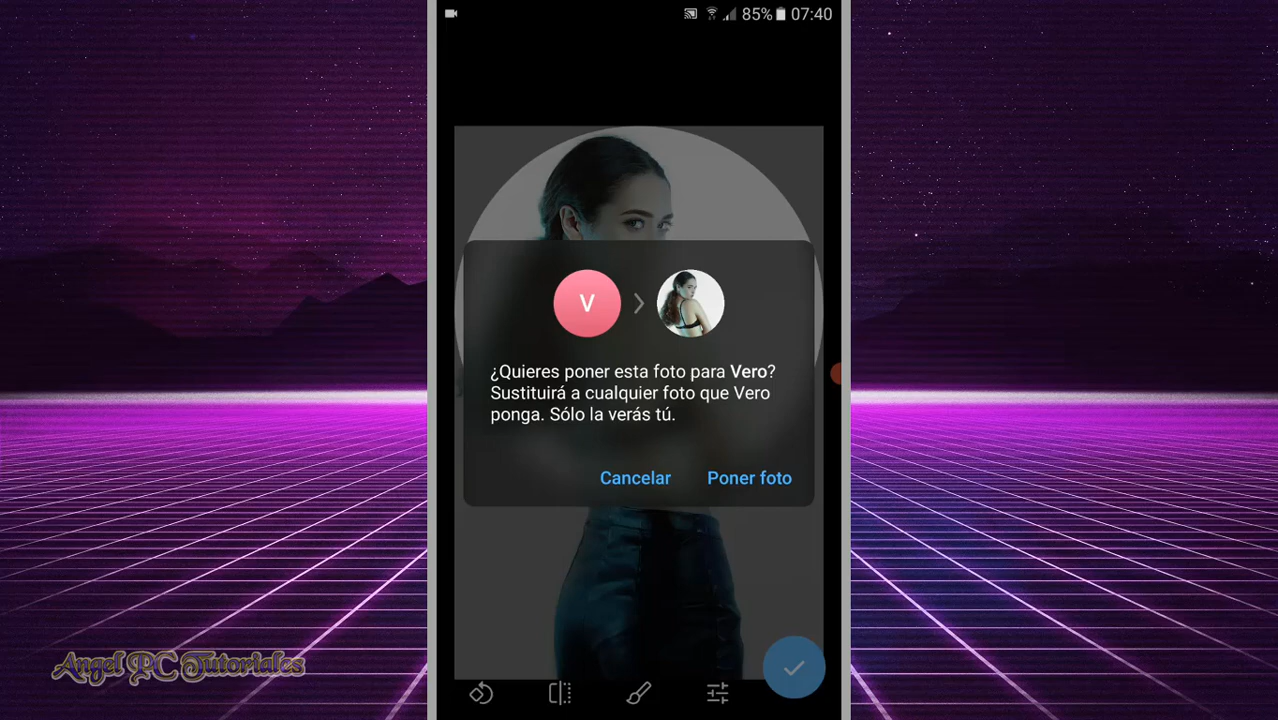 85% 07:40
V
¿Quieres poner esta foto para Vero?
Sustituirá a cualquier foto que Vero
ponga. Sólo la verás tú.
Cancelar Poner foto
Angel PC Tutoriales